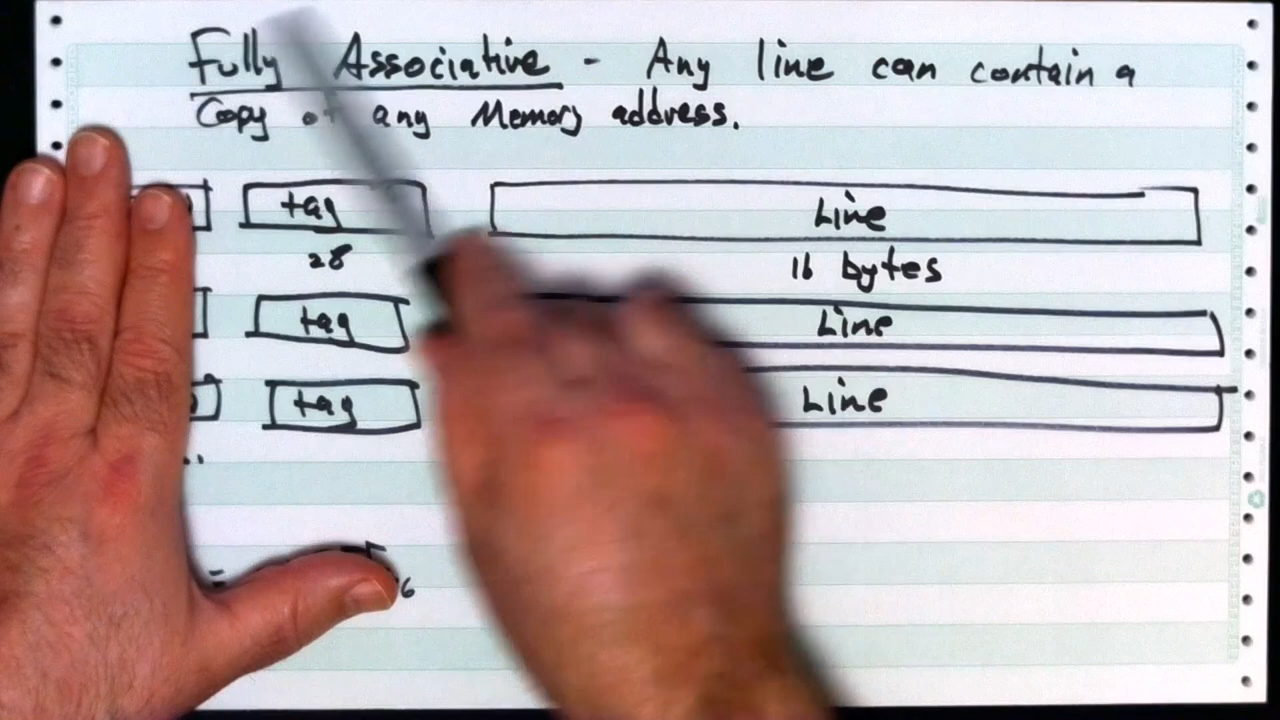 Fully Associative - Any line can contain a
Copy any Memory address.
tag Line
28 16 bytes
tag Line
tag Line
..
=
6